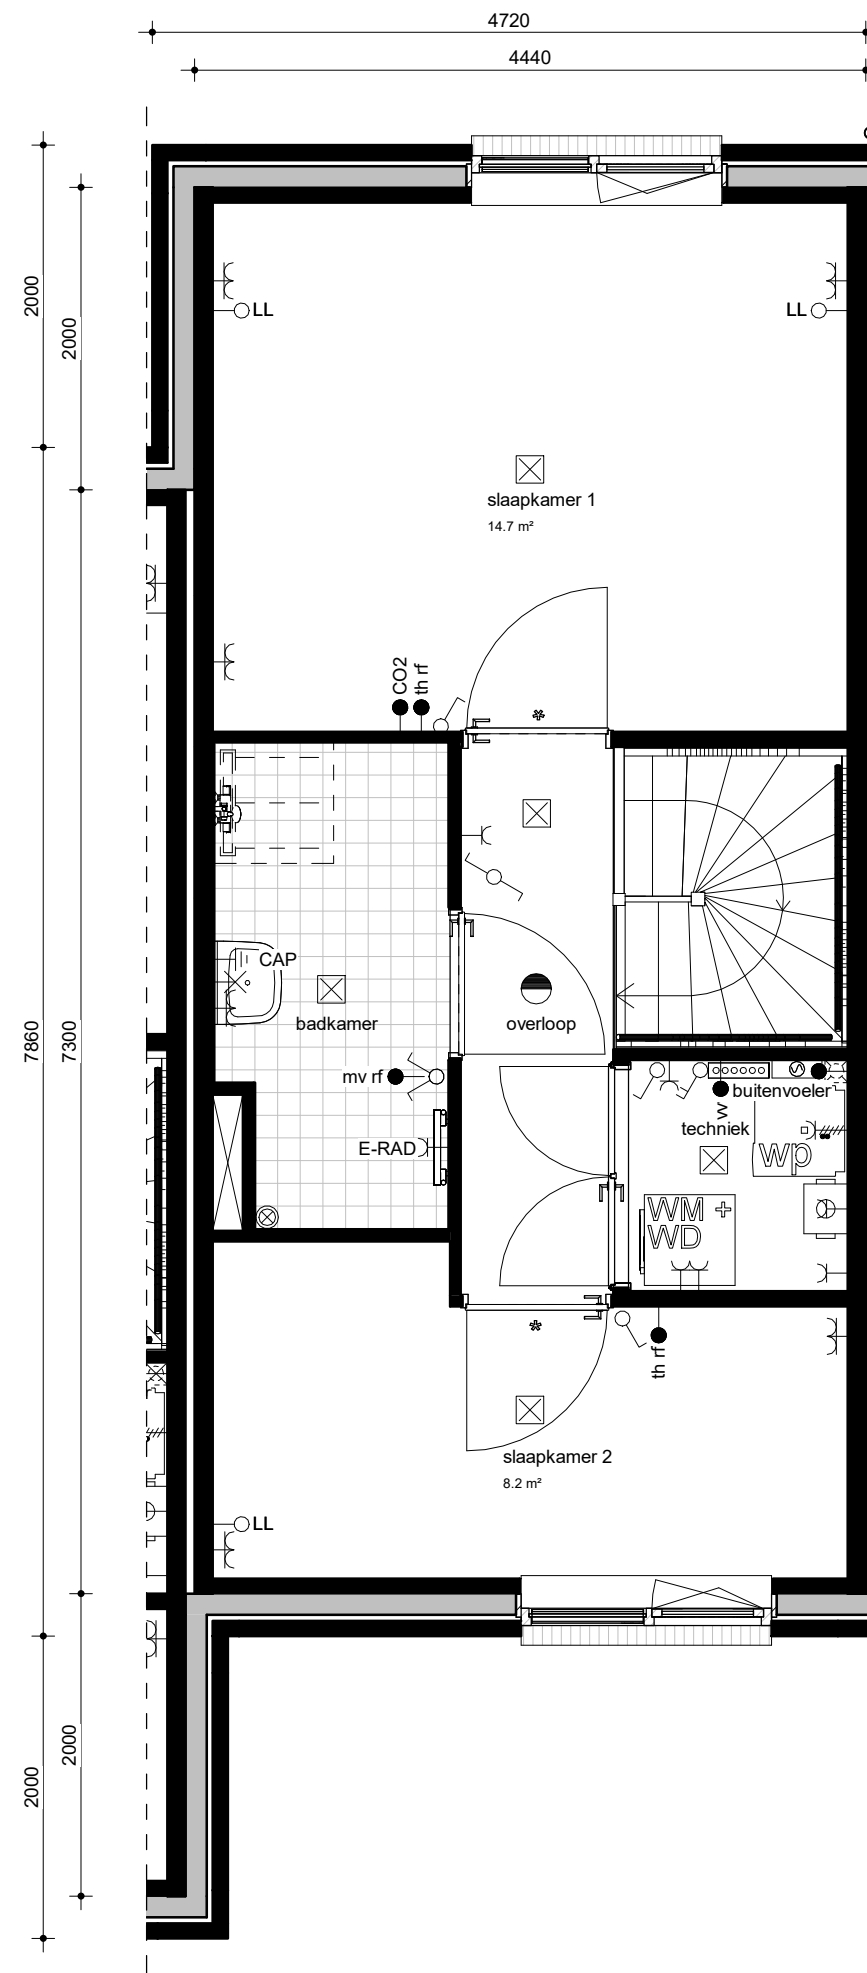 4720
4440
2000
2000
LL
LL
slaapkamer 1
14.7 m²
CO2
th rf
*
CAP
badkamer
overloop
7860
7300
mv rf
buitenvoeler
w
techniek
wp
E-RAD
WM +
WD
*
th rf
slaapkamer 2
8.2 m²
LL
2000
2000